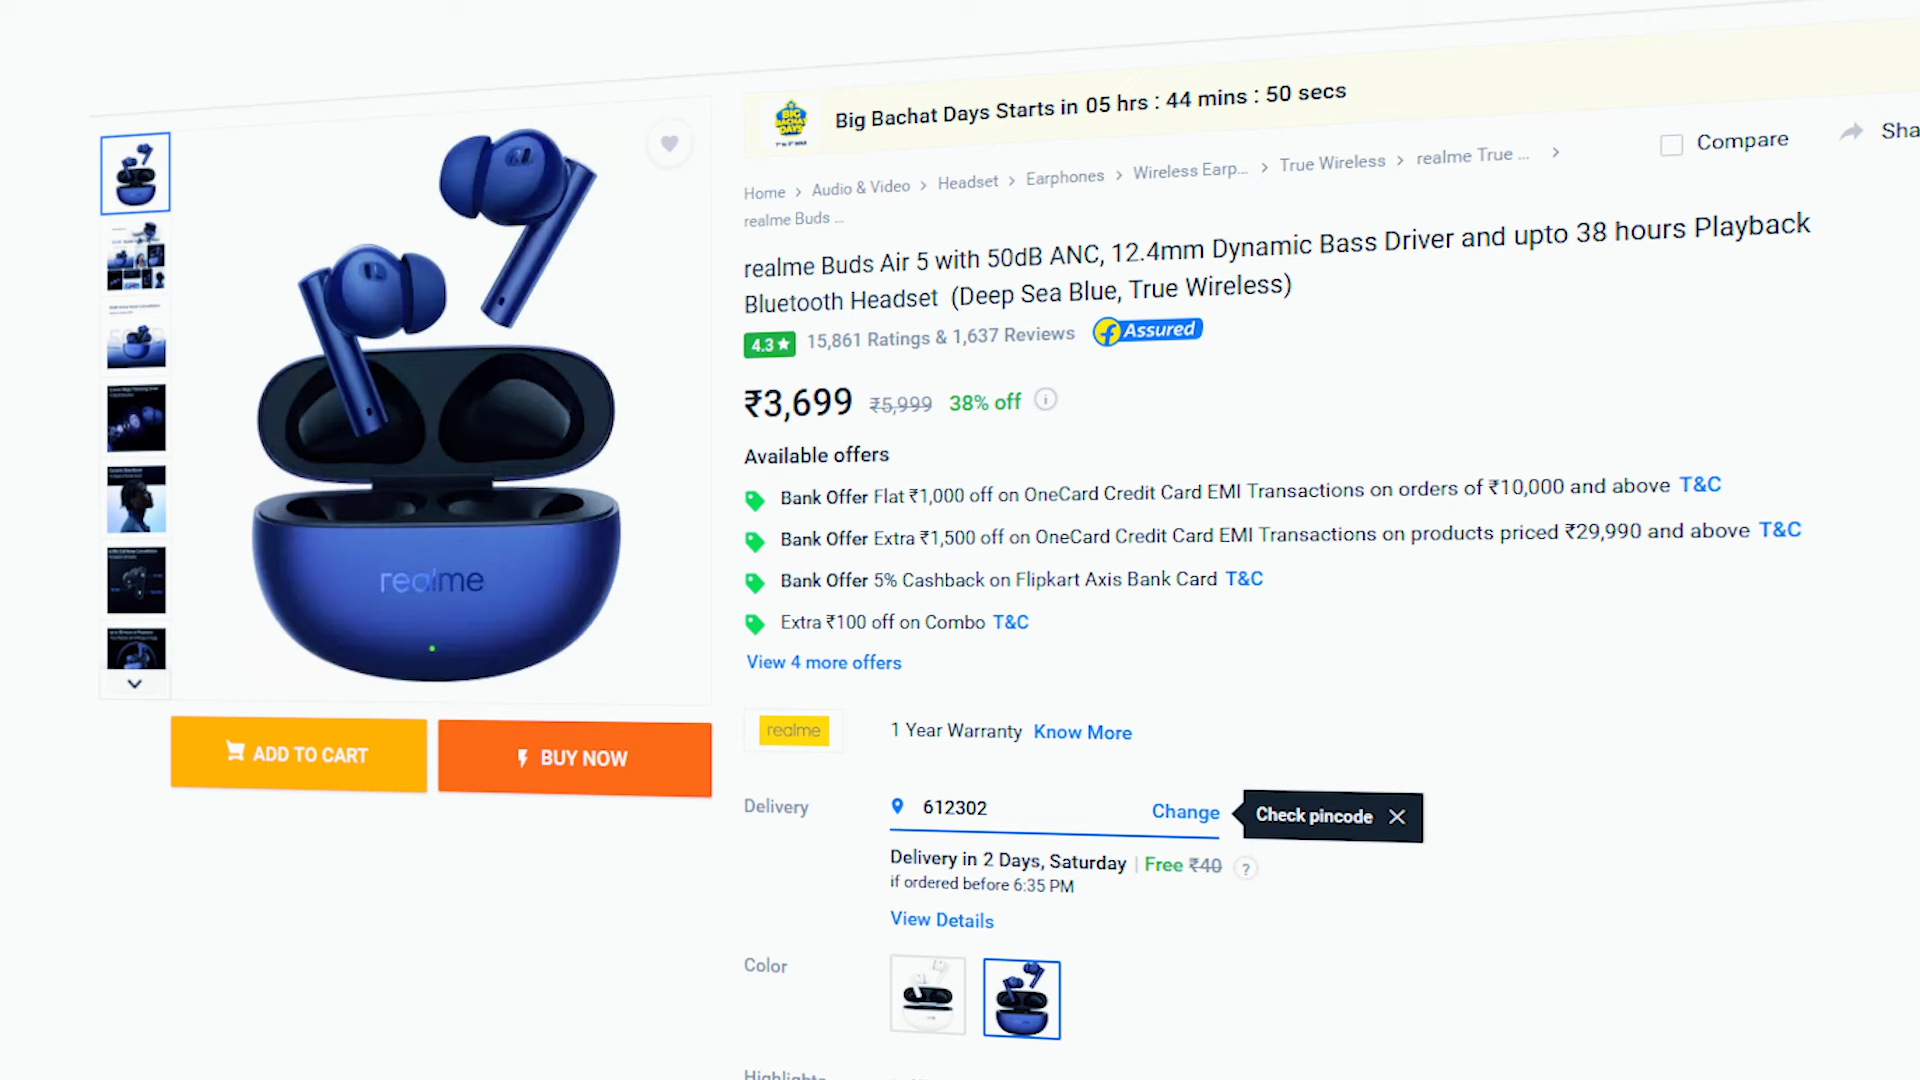 BIG BACHAT DAYS
Big Bachat Days Starts in 05 hrs : 44 mins : 50 secs
Compare
Sha
Home > Audio & Video > Headset > Earphones > Wireless Earp... > True Wireless > realme True ... >
realme Buds ...
realme Buds Air 5 with 50dB ANC, 12.4mm Dynamic Bass Driver and upto 38 hours Playback
Bluetooth Headset (Deep Sea Blue, True Wireless)
4.3★ 15,861 Ratings & 1,637 Reviews Assured
₹3,699 ₹5,999 38% off
Available offers
Bank Offer Flat ₹1,000 off on OneCard Credit Card EMI Transactions on orders of ₹10,000 and above T&C
Bank Offer Extra ₹1,500 off on OneCard Credit Card EMI Transactions on products priced ₹29,990 and above T&C
Bank Offer 5% Cashback on Flipkart Axis Bank Card T&C
Extra ₹100 off on Combo T&C
View 4 more offers
realme
ADD TO CART
BUY NOW
realme
1 Year Warranty Know More
Delivery
612302
Change
Check pincode
Delivery in 2 Days, Saturday | Free ₹40 ?
if ordered before 6:35 PM
View Details
Color
Highlights